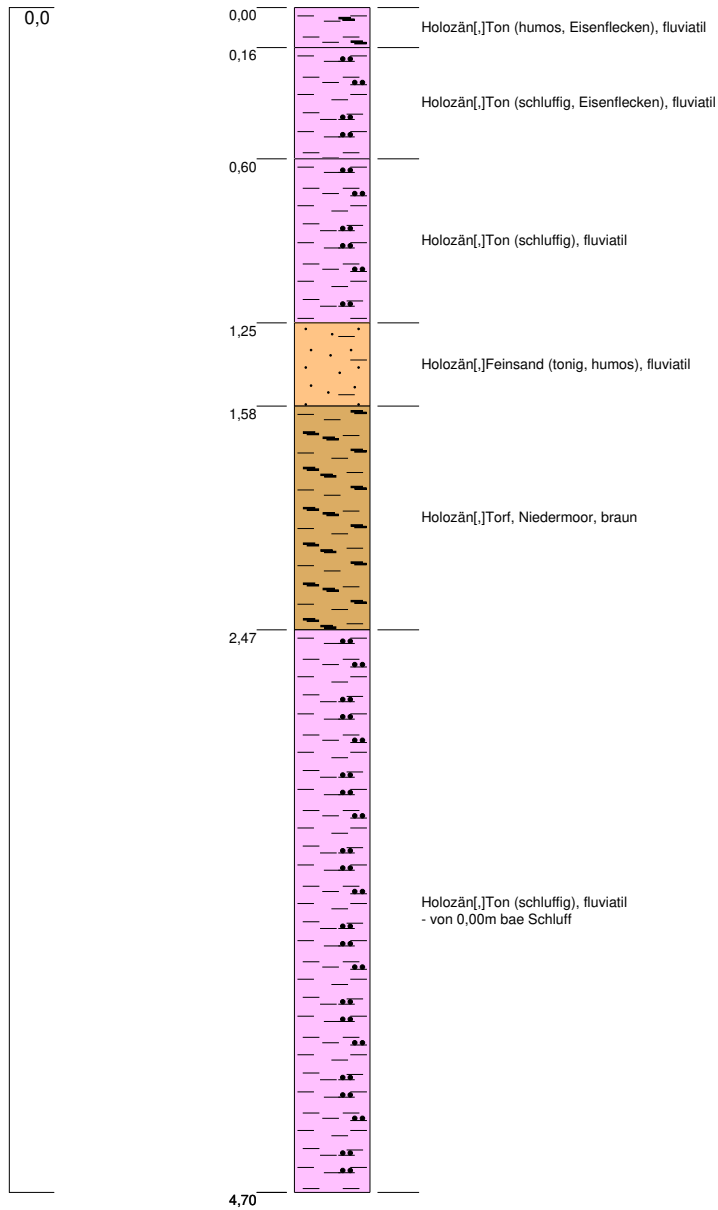 0,0
0,00
Holozän[,]Ton (humos, Eisenflecken), fluviatil
0,16
Holozän[,]Ton (schluffig, Eisenflecken), fluviatil
0,60
Holozän[,]Ton (schluffig), fluviatil
1,25
Holozän[,]Feinsand (tonig, humos), fluviatil
1,58
Holozän[,]Torf, Niedermoor, braun
2,47
Holozän[,]Ton (schluffig), fluviatil
- von 0,00m bae Schluff
4,70